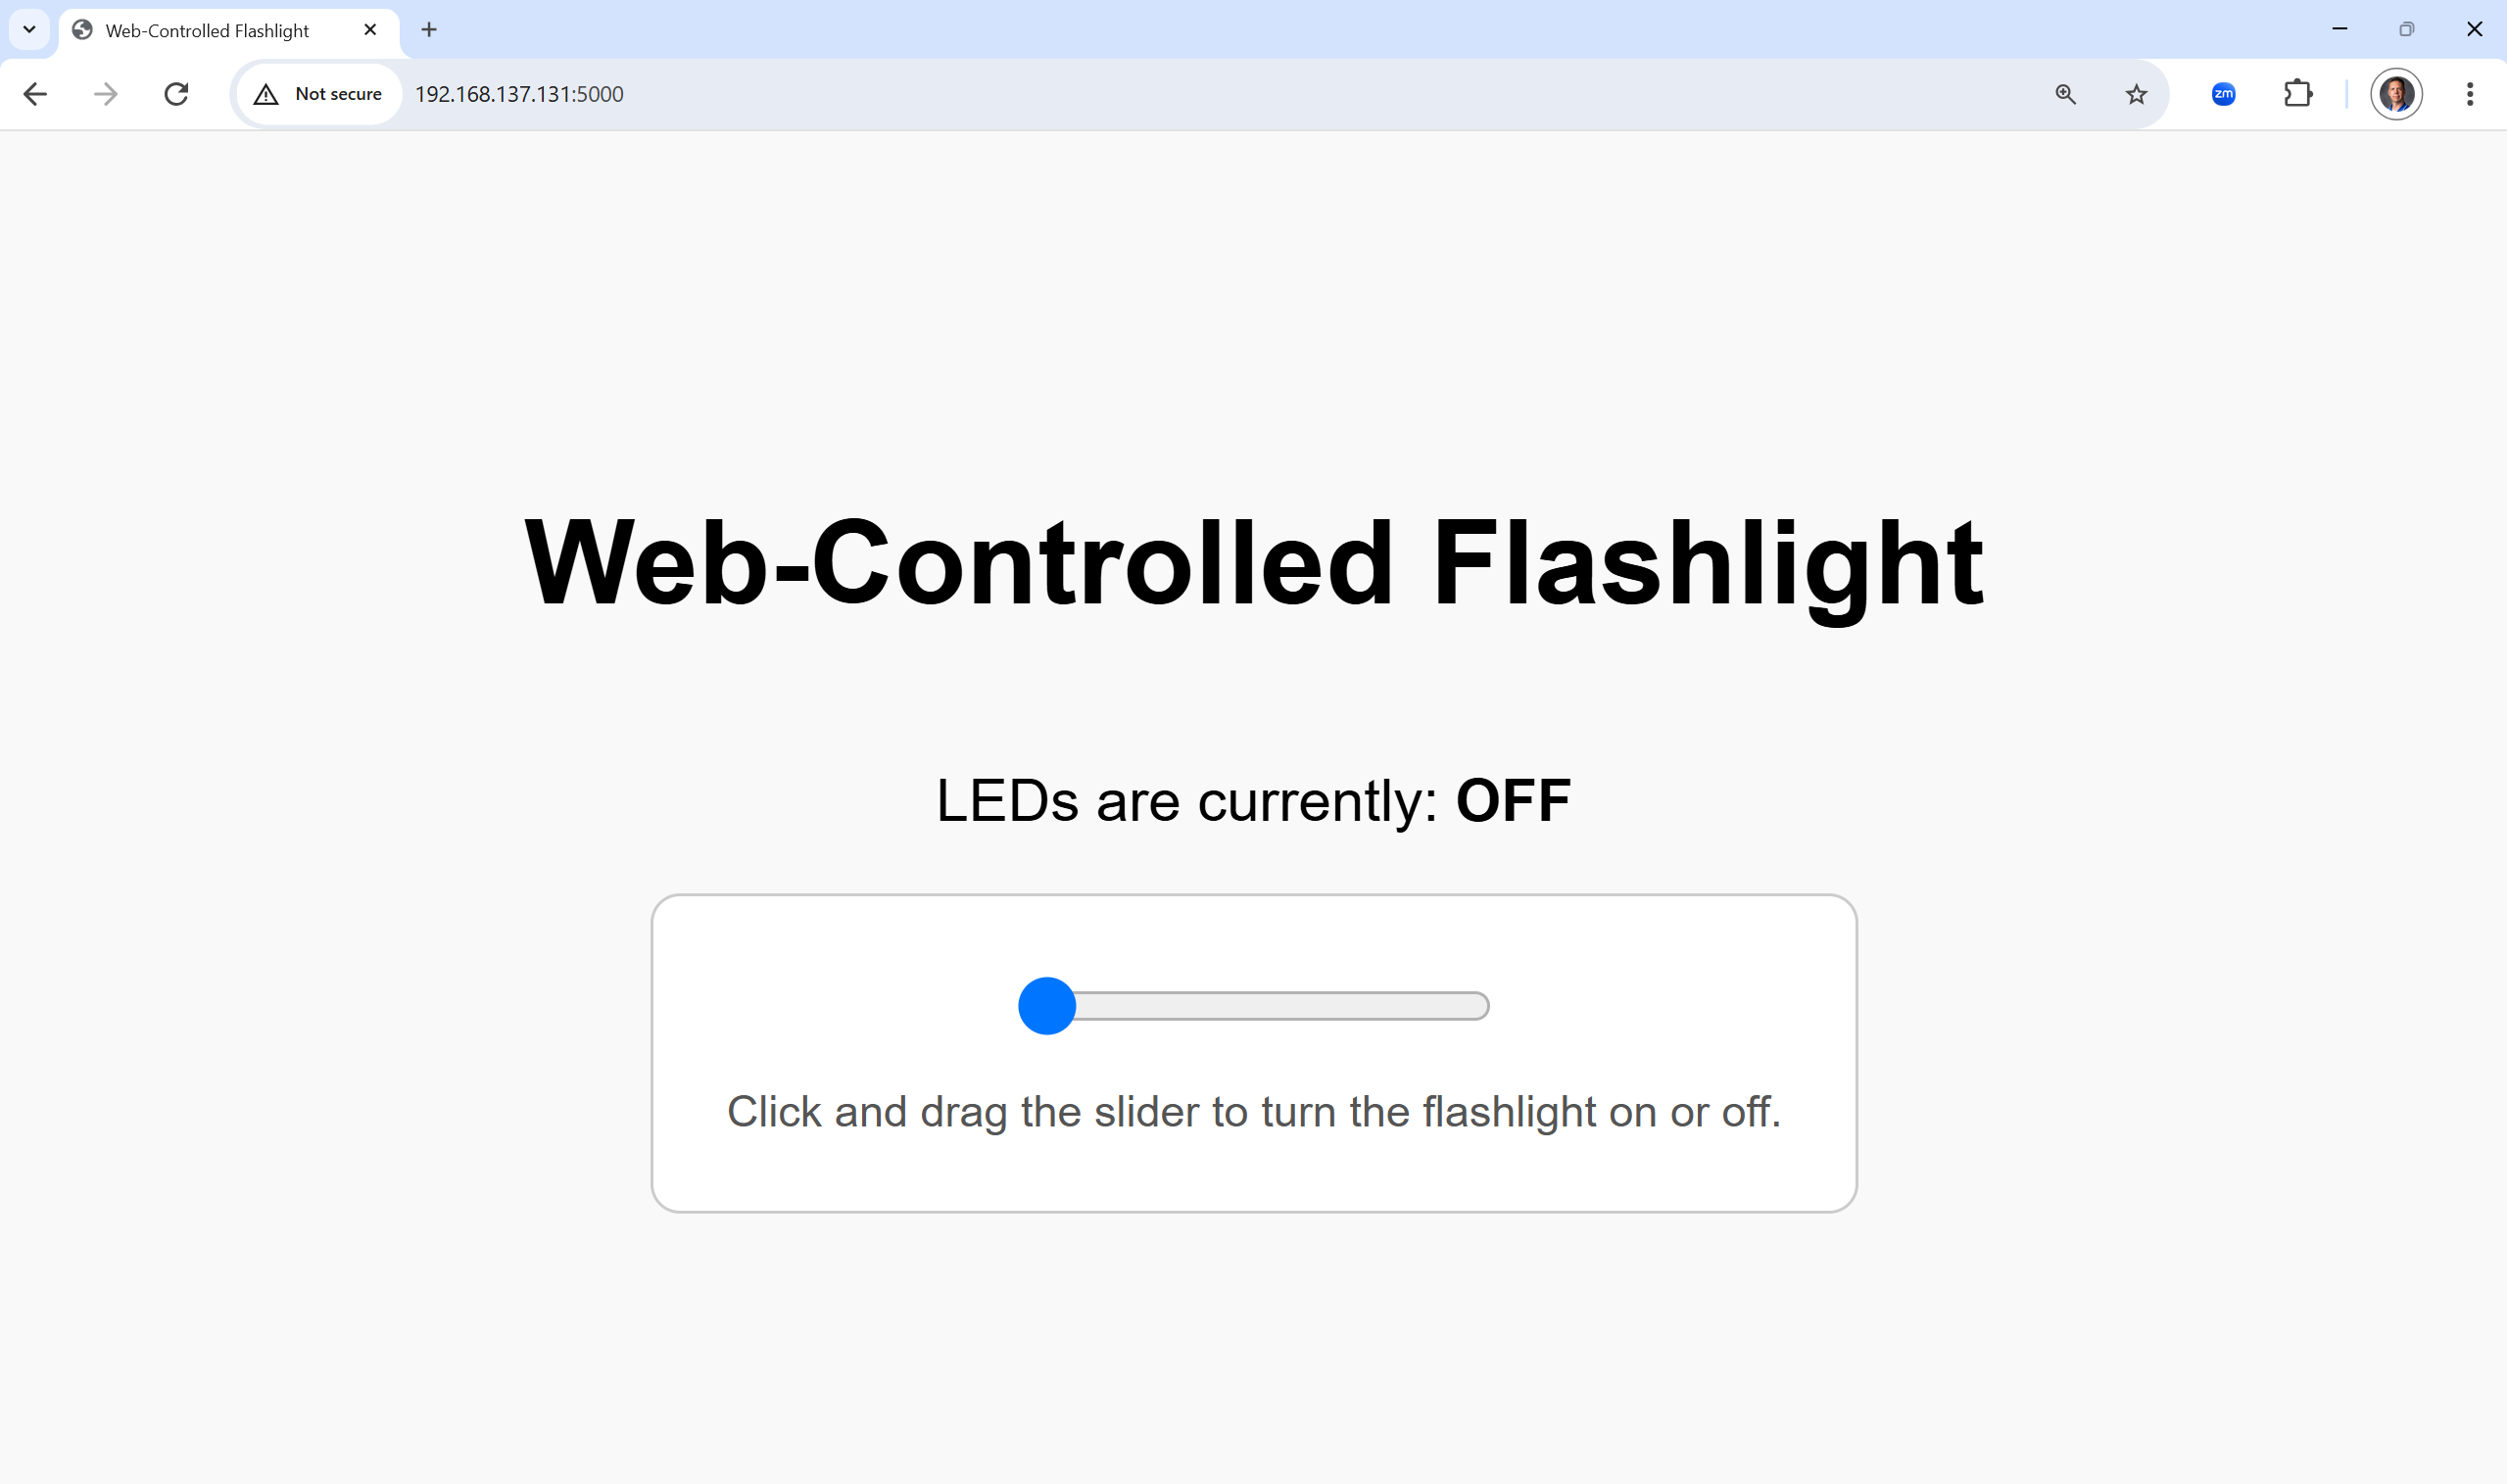 Web-Controlled Flashlight
Not secure
192.168.137.131:5000
zm
Web-Controlled Flashlight
LEDs are currently: OFF
Click and drag the slider to turn the flashlight on or off.